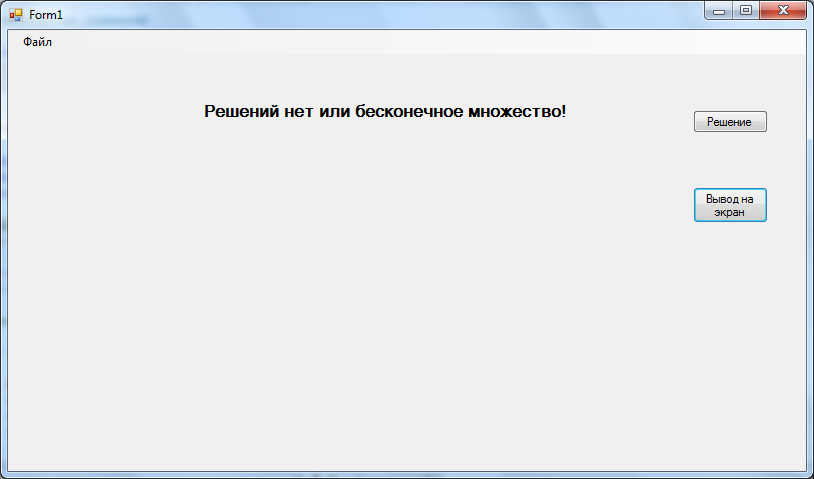 Form1
Файл
Решений нет или бесконечное множество!
Решение
Вывод на
экран